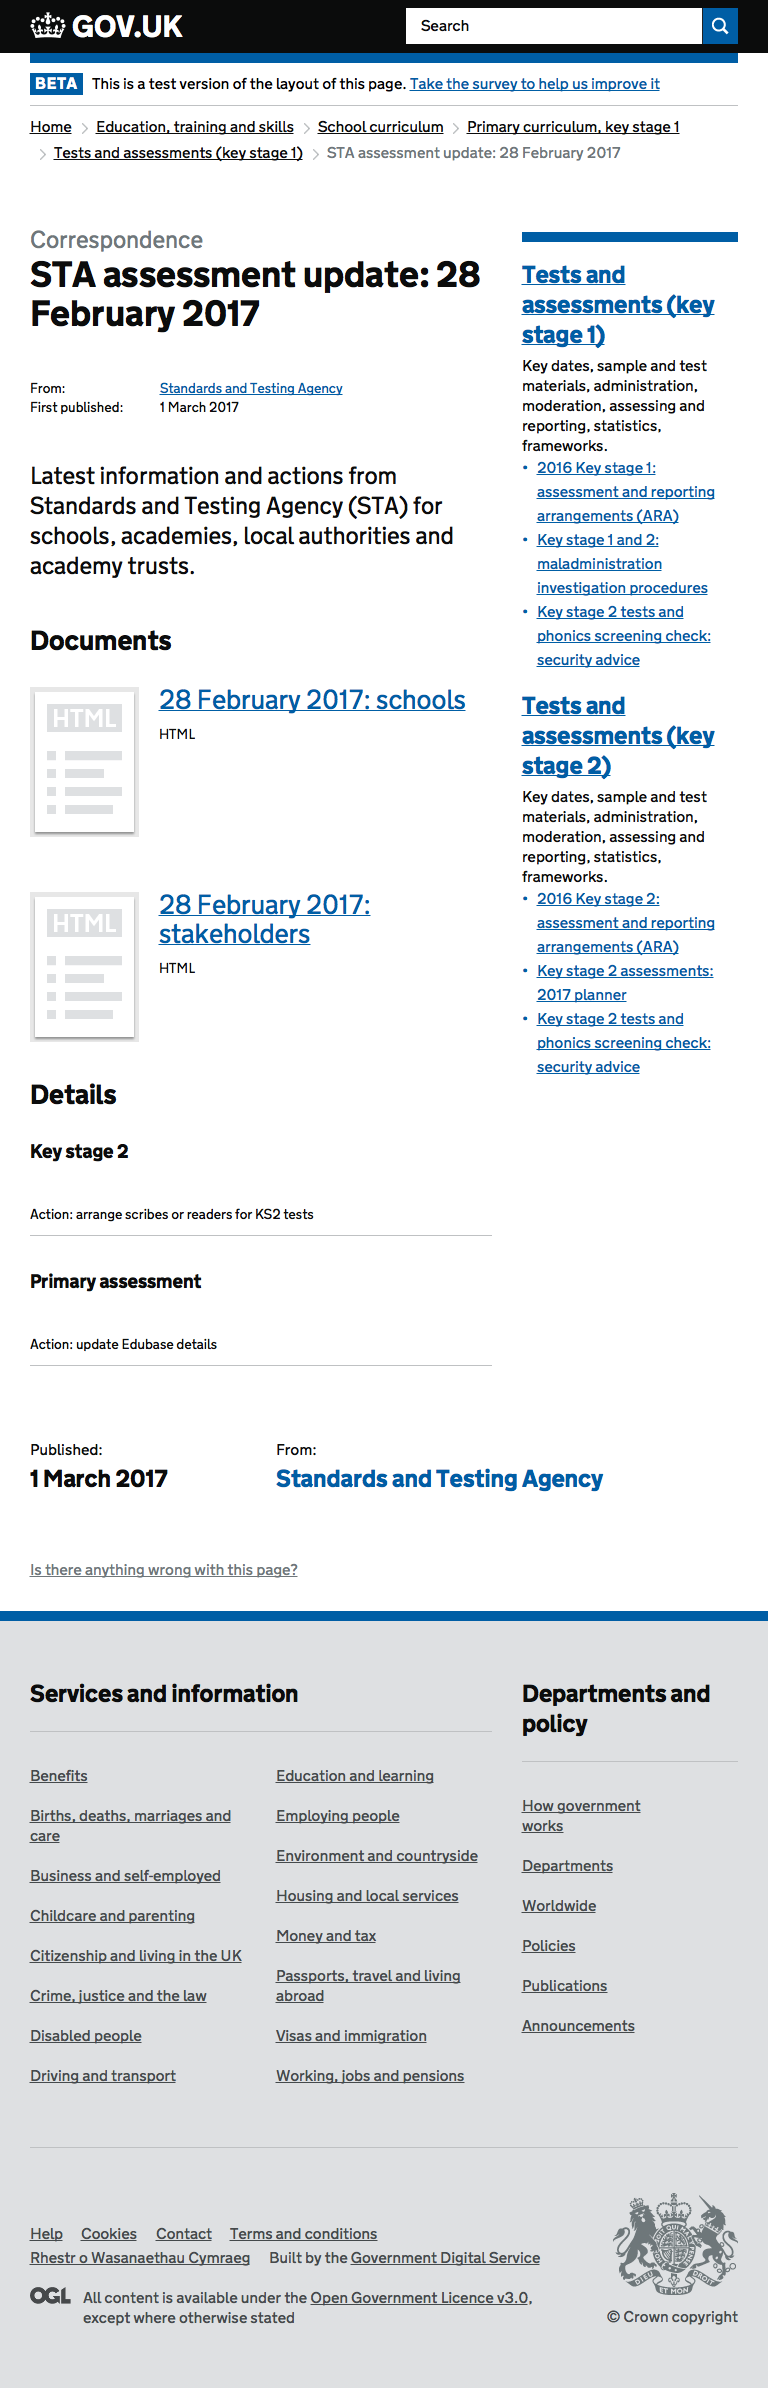 GOV.UK
Search
BETA This is a test version of the layout of this page. Take the survey to help us improve it
Home > Education, training and skills > School curriculum > Primary curriculum, key stage 1
> Tests and assessments (key stage 1) > STA assessment update: 28 February 2017
Correspondence
STA assessment update: 28
February 2017
From: Standards and Testing Agency
First published: 1 March 2017
Latest information and actions from
Standards and Testing Agency (STA) for
schools, academies, local authorities and
academy trusts.
Documents
HTML
28 February 2017: schools
HTML
HTML
28 February 2017:
stakeholders
HTML
Details
Key stage 2
Action: arrange scribes or readers for KS2 tests
Primary assessment
Action: update Edubase details
Tests and
assessments (key
stage 1)
Key dates, sample and test
materials, administration,
moderation, assessing and
reporting, statistics,
frameworks.
• 2016 Key stage 1:
assessment and reporting
arrangements (ARA)
• Key stage 1 and 2:
maladministration
investigation procedures
• Key stage 2 tests and
phonics screening check:
security advice
Tests and
assessments (key
stage 2)
Key dates, sample and test
materials, administration,
moderation, assessing and
reporting, statistics,
frameworks.
• 2016 Key stage 2:
assessment and reporting
arrangements (ARA)
• Key stage 2 assessments:
2017 planner
• Key stage 2 tests and
phonics screening check:
security advice
Published:
1 March 2017
From:
Standards and Testing Agency
Is there anything wrong with this page?
Services and information
Benefits
Births, deaths, marriages and
care
Business and self-employed
Childcare and parenting
Citizenship and living in the UK
Crime, justice and the law
Disabled people
Driving and transport
Education and learning
Employing people
Environment and countryside
Housing and local services
Money and tax
Passports, travel and living
abroad
Visas and immigration
Working, jobs and pensions
Departments and
policy
How government
works
Departments
Worldwide
Policies
Publications
Announcements
Help Cookies Contact Terms and conditions
Rhestr o Wasanaethau Cymraeg Built by the Government Digital Service
OGL All content is available under the Open Government Licence v3.0,
except where otherwise stated
DIEU ET MON DROIT
© Crown copyright